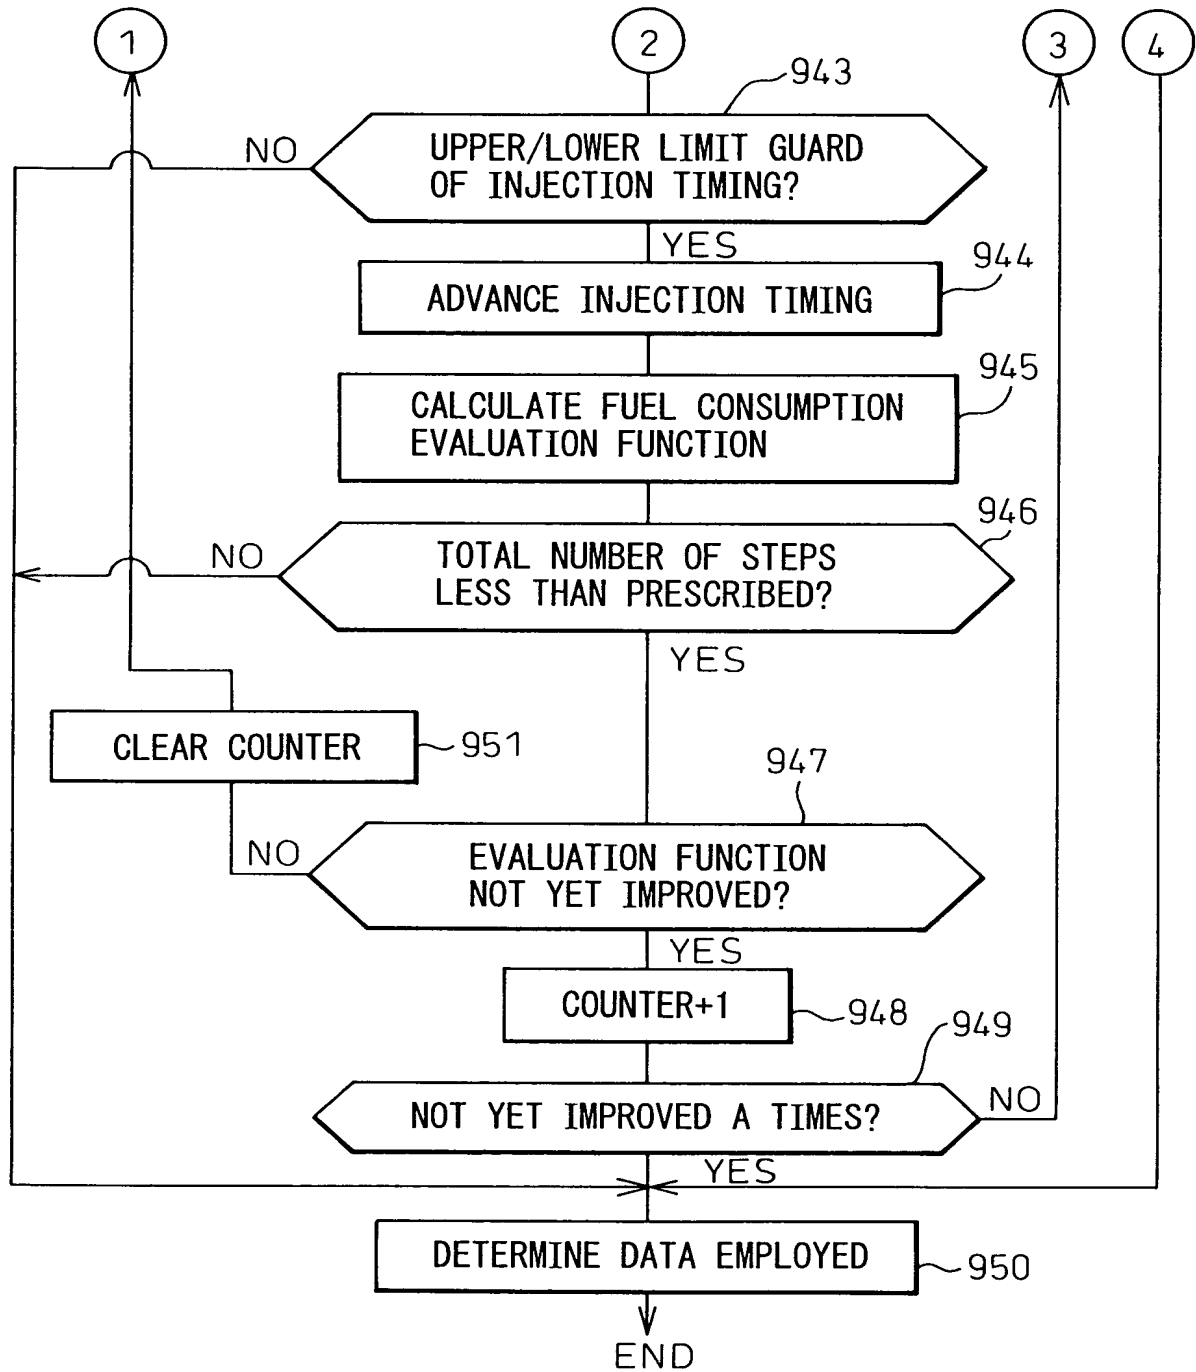 1
2
3
4
943
NO
UPPER/LOWER LIMIT GUARD
OF INJECTION TIMING?
YES
944
ADVANCE INJECTION TIMING
945
CALCULATE FUEL CONSUMPTION
EVALUATION FUNCTION
946
NO
TOTAL NUMBER OF STEPS
LESS THAN PRESCRIBED?
YES
CLEAR COUNTER
951
947
NO
EVALUATION FUNCTION
NOT YET IMPROVED?
YES
COUNTER+1
948
949
NOT YET IMPROVED A TIMES?
NO
YES
DETERMINE DATA EMPLOYED
950
END